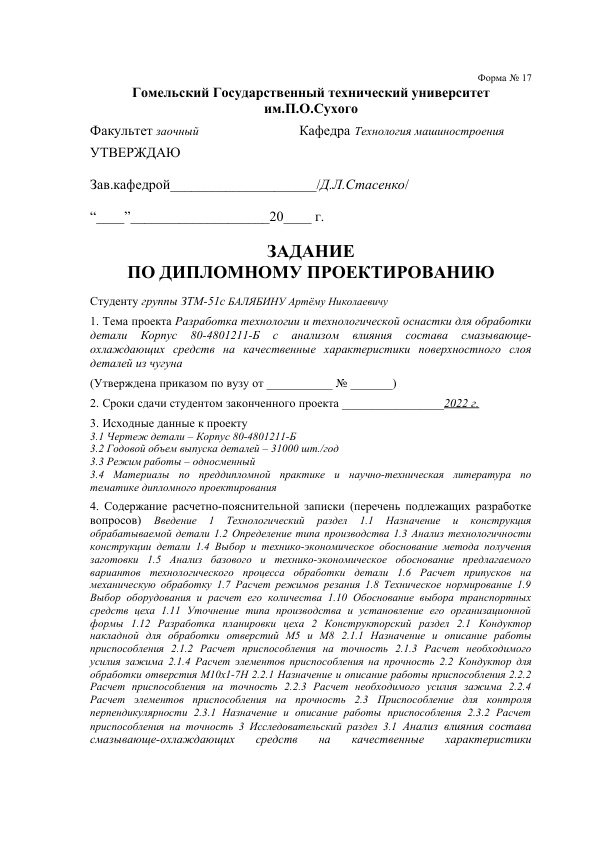 Форма № 17
Гомельский Государственный технический университет
им.П.О.Сухого
Факультет заочный Кафедра Технология машиностроения
УТВЕРЖДАЮ
Зав.кафедрой_____________________/Д.Л.Стасенко/
“____”____________________20____ г.
ЗАДАНИЕ
ПО ДИПЛОМНОМУ ПРОЕКТИРОВАНИЮ
Студенту группы ЗТМ-51с БАЛЯБИНУ Артёму Николаевичу
1. Тема проекта Разработка технологии и технологической оснастки для обработки
детали Корпус 80-4801211-Б с анализом влияния состава смазывающе-
охлаждающих средств на качественные характеристики поверхностного слоя
деталей из чугуна
(Утверждена приказом по вузу от ___________ № _______)
2. Сроки сдачи студентом законченного проекта _________________2022 г.
3. Исходные данные к проекту
3.1 Чертеж детали – Корпус 80-4801211-Б
3.2 Годовой объем выпуска деталей – 31000 шт./год
3.3 Режим работы – односменный
3.4 Материалы по преддипломной практике и научно-техническая литература по
тематике дипломного проектирования
4. Содержание расчетно-пояснительной записки (перечень подлежащих разработке
вопросов) Введение 1 Технологический раздел 1.1 Назначение и конструкция
обрабатываемой детали 1.2 Определение типа производства 1.3 Анализ технологичности
конструкции детали 1.4 Выбор и технико-экономическое обоснование метода получения
заготовки 1.5 Анализ базового и технико-экономическое обоснование предлагаемого
вариантов технологического процесса обработки детали 1.6 Расчет припусков на
механическую обработку 1.7 Расчет режимов резания 1.8 Техническое нормирование 1.9
Выбор оборудования и расчет его количества 1.10 Обоснование выбора транспортных
средств цеха 1.11 Уточнение типа производства и установление его организационной
формы 1.12 Разработка планировки цеха 2 Конструкторский раздел 2.1 Кондуктор
накладной для обработки отверстий М5 и М8 2.1.1 Назначение и описание работы
приспособления 2.1.2 Расчет приспособления на точность 2.1.3 Расчет необходимого
усилия зажима 2.1.4 Расчет элементов приспособления на прочность 2.2 Кондуктор для
обработки отверстия М10х1-7Н 2.2.1 Назначение и описание работы приспособления 2.2.2
Расчет приспособления на точность 2.2.3 Расчет необходимого усилия зажима 2.2.4
Расчет элементов приспособления на прочность 2.3 Приспособление для контроля
перпендикулярности 2.3.1 Назначение и описание работы приспособления 2.3.2 Расчет
приспособления на точность 3 Исследовательский раздел 3.1 Анализ влияния состава
смазывающе-охлаждающих средств на качественные характеристики